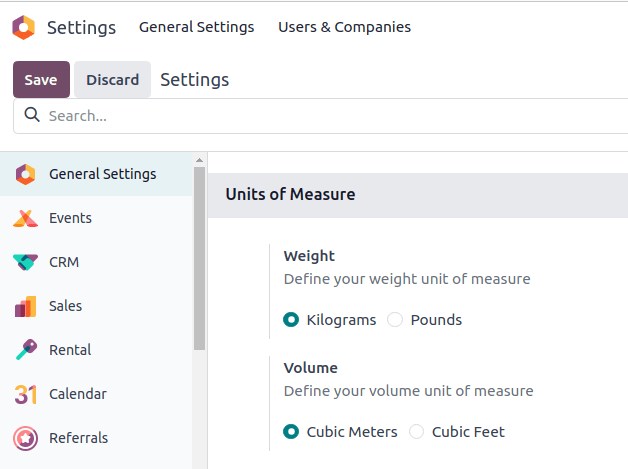 Settings General Settings Users & Companies
Save Discard Settings
Search...
General Settings
Events
CRM
Sales
Rental
31 Calendar
Referrals
Units of Measure
Weight
Define your weight unit of measure
Kilograms Pounds
Volume
Define your volume unit of measure
Cubic Meters Cubic Feet